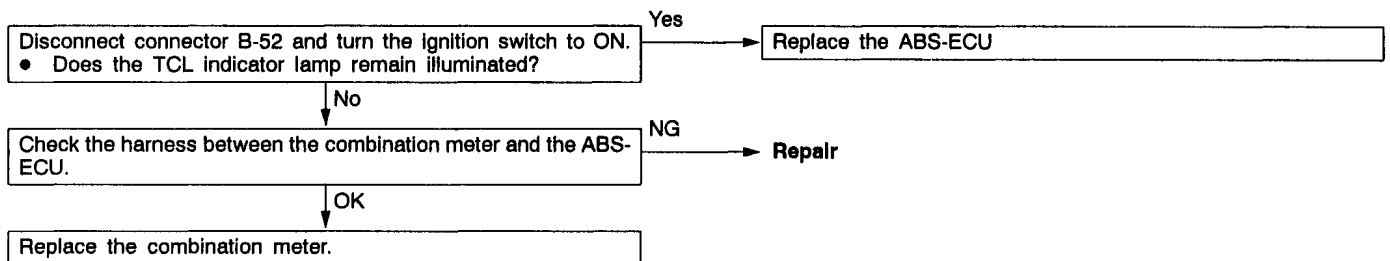 Yes
Disconnect connector B-52 and turn the ignition switch to ON.
● Does the TCL indicator lamp remain illuminated?
Replace the ABS-ECU
No
Check the harness between the combination meter and the ABS-
ECU.
NG
Repair
OK
Replace the combination meter.